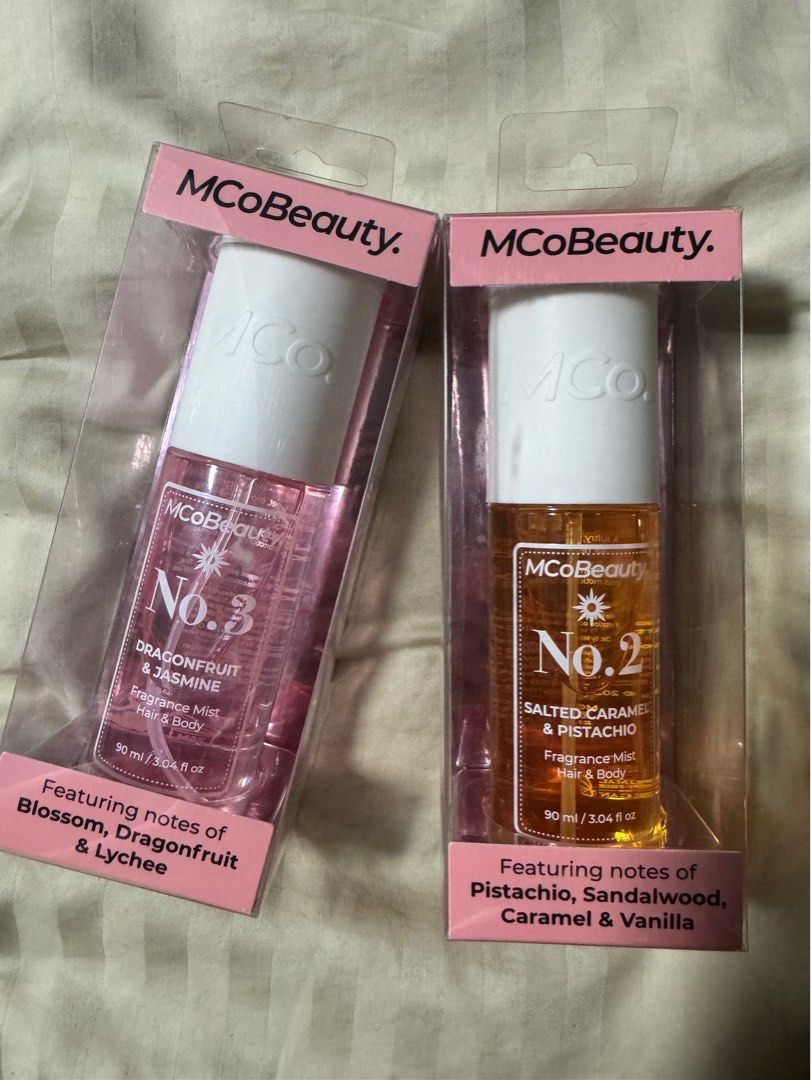 MCoBeauty.
MCo.
MCoBeauty
No.3
DRAGONFRUIT
& JASMINE
Fragrance Mist
Hair & Body
90 ml / 3.04 fl oz
Featuring notes of
Blossom, Dragonfruit
& Lychee
MCoBeauty.
MCo.
MCoBeauty
No.2
SALTED CARAMEL
& PISTACHIO
Fragrance Mist
Hair & Body
90 ml / 3.04 fl oz
Featuring notes of
Pistachio, Sandalwood,
Caramel & Vanilla